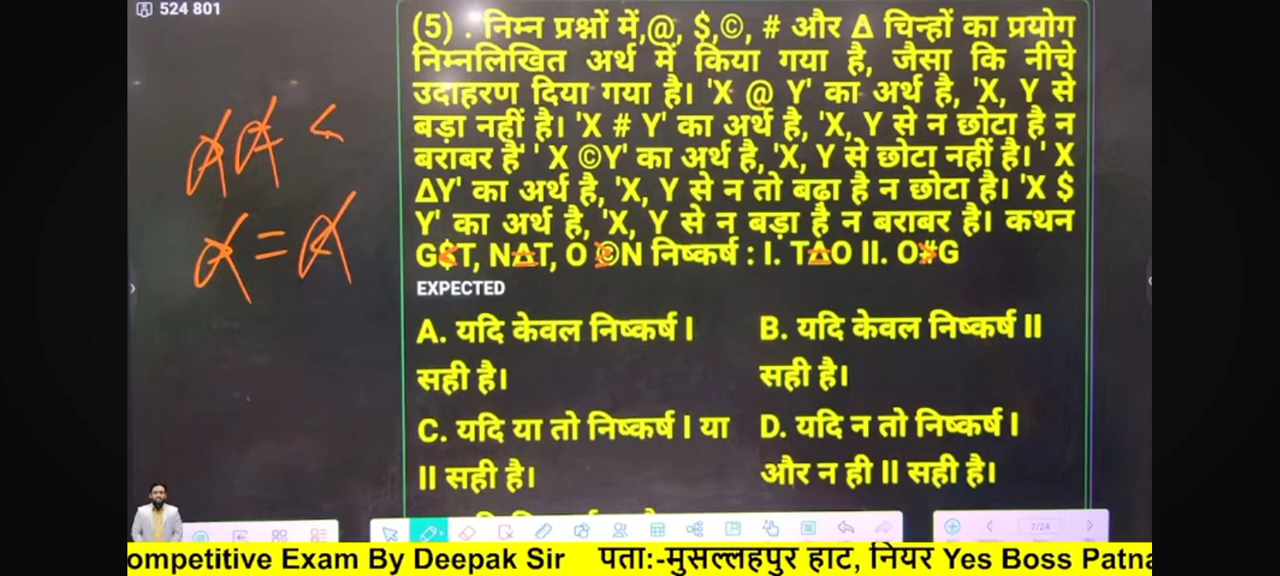 524 801
(5) . निम्न प्रश्नों में,@, $,©, # और Δ चिन्हों का प्रयोग
निम्नलिखित अर्थ में किया गया है, जैसा कि नीचे
उदाहरण दिया गया है। 'X @ Y' का अर्थ है, 'X, Y से
बड़ा नहीं है। 'X # Y' का अर्थ है, 'X, Y से न छोटा है न
बराबर है' ' X ©Y' का अर्थ है, 'X, Y से छोटा नहीं है। ' X
ΔY' का अर्थ है, 'X, Y से न तो बढ़ा है न छोटा है। 'X $
Y' का अर्थ है, 'X, Y से न बड़ा है न बराबर है। कथन
G$T, NΔT, O ©N निष्कर्ष : I. TΔO II. O#G
EXPECTED
A. यदि केवल निष्कर्ष I
सही है।
B. यदि केवल निष्कर्ष II
सही है।
C. यदि या तो निष्कर्ष I या
II सही है।
D. यदि न तो निष्कर्ष I
और न ही II सही है।
<
=
7/24
ompetitive Exam By Deepak Sir पता:-मुसल्लहपुर हाट, नियर Yes Boss Patna